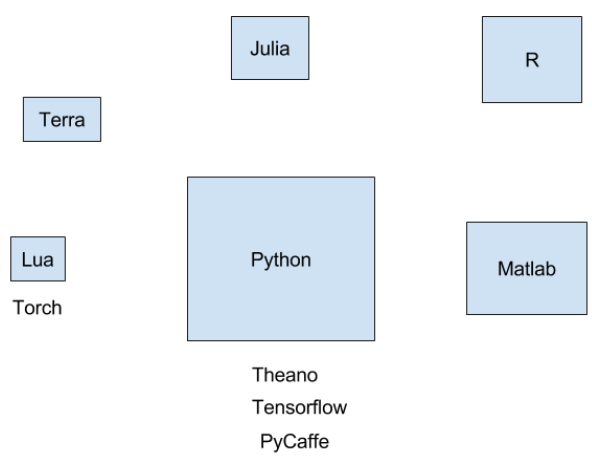 Julia
R
Terra
Lua
Python
Matlab
Torch
Theano
Tensorflow
PyCaffe